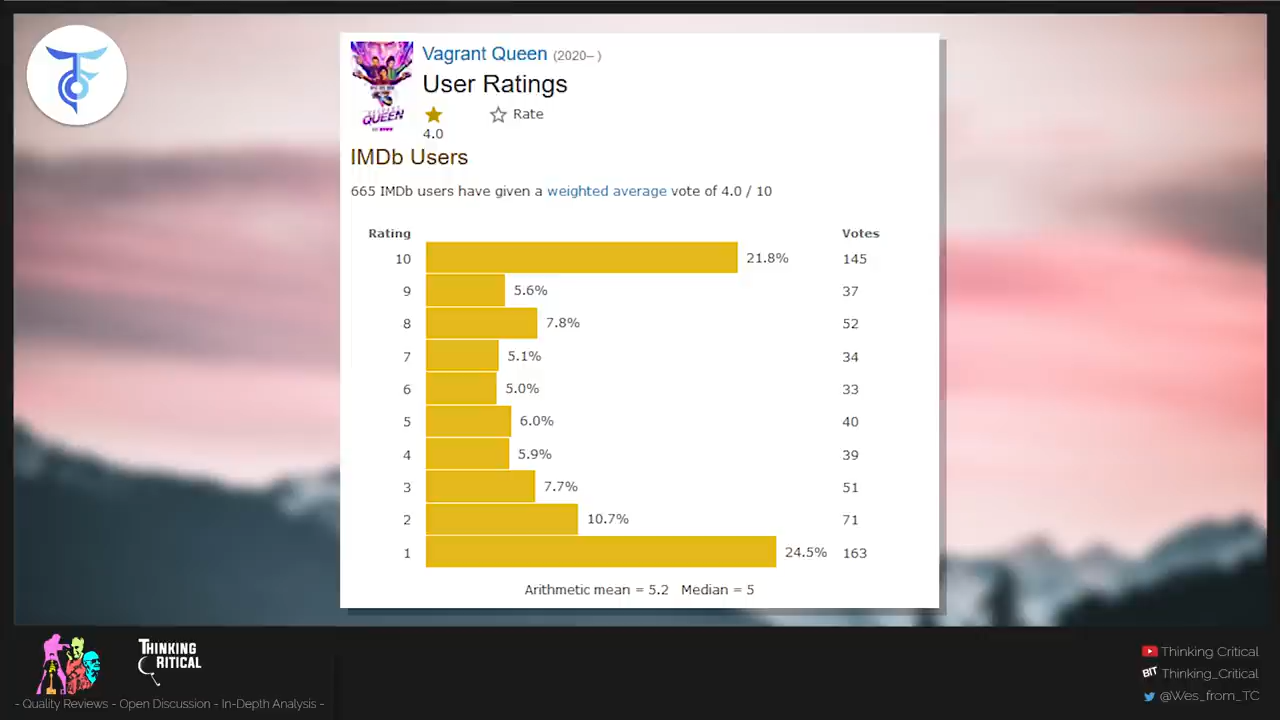 Vagrant Queen (2020– )
User Ratings
Rate
4.0
QUEEN
IMDb Users
665 IMDb users have given a weighted average vote of 4.0 / 10
Rating Votes
10 21.8% 145
9 5.6% 37
8 7.8% 52
7 5.1% 34
6 5.0% 33
5 6.0% 40
4 5.9% 39
3 7.7% 51
2 10.7% 71
1 24.5% 163
Arithmetic mean = 5.2 Median = 5
THINKING
CRITICAL
- Quality Reviews - Open Discussion - In-Depth Analysis -
Thinking Critical
BIT Thinking_Critical
@Wes_from_TC